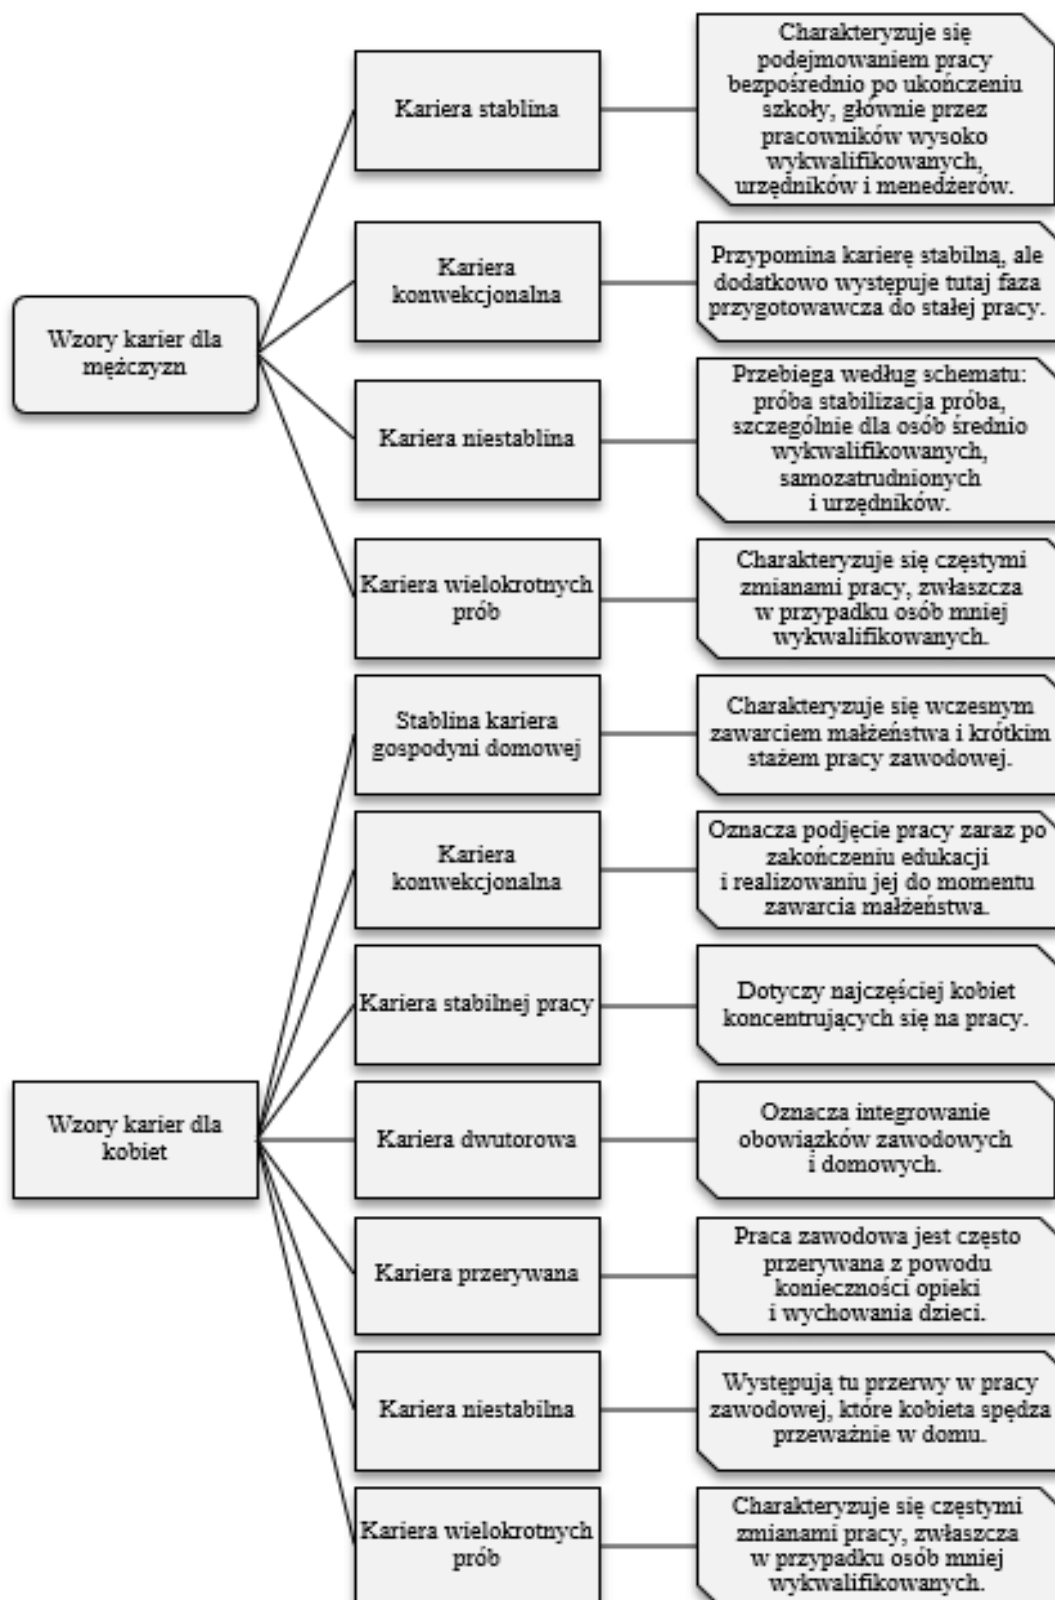 Wzory karier dla
mężczyzn
Kariera stablina
Charakteryzuje się
podejmowaniem pracy
bezpośrednio po ukończeniu
szkoły, głównie przez
pracowników wysoko
wykwalifikowanych,
urzędników i menedżerów.
Kariera
konwekcjonalna
Przypomina karierę stabilną, ale
dodatkowo występuje tutaj faza
przygotowawcza do stałej pracy.
Kariera niestablina
Przebiega według schematu:
próba stabilizacja próba,
szczególnie dla osób średnio
wykwalifikowanych,
samozatrudnionych
i urzędników.
Kariera wielokrotnych
prób
Charakteryzuje się częstymi
zmianami pracy, zwłaszcza
w przypadku osób mniej
wykwalifikowanych.
Wzory karier dla
kobiet
Stablina kariera
gospodyni domowej
Charakteryzuje się wczesnym
zawarciem małżeństwa i krótkim
stażem pracy zawodowej.
Kariera
konwekcjonalna
Oznacza podjęcie pracy zaraz po
zakończeniu edukacji
i realizowaniu jej do momentu
zawarcia małżeństwa.
Kariera stabilnej pracy
Dotyczy najczęściej kobiet
koncentrujących się na pracy.
Kariera dwutorowa
Oznacza integrowanie
obowiązków zawodowych
i domowych.
Kariera przerywana
Praca zawodowa jest często
przerywana z powodu
konieczności opieki
i wychowania dzieci.
Kariera niestabilna
Występują tu przerwy w pracy
zawodowej, które kobieta spędza
przeważnie w domu.
Kariera wielokrotnych
prób
Charakteryzuje się częstymi
zmianami pracy, zwłaszcza
w przypadku osób mniej
wykwalifikowanych.